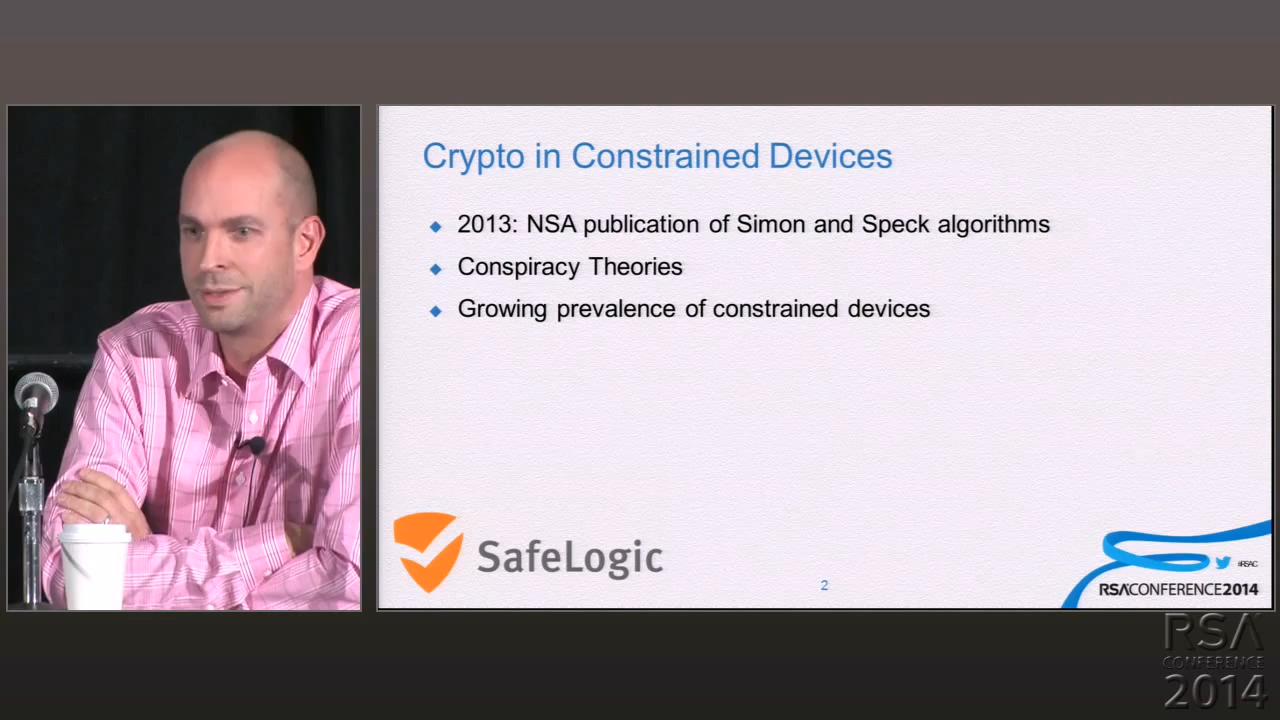 Crypto in Constrained Devices
2013: NSA publication of Simon and Speck algorithms
Conspiracy Theories
Growing prevalence of constrained devices
SafeLogic
2
#RSAC
RSACONFERENCE2014
RSA
CONFERENCE
2014